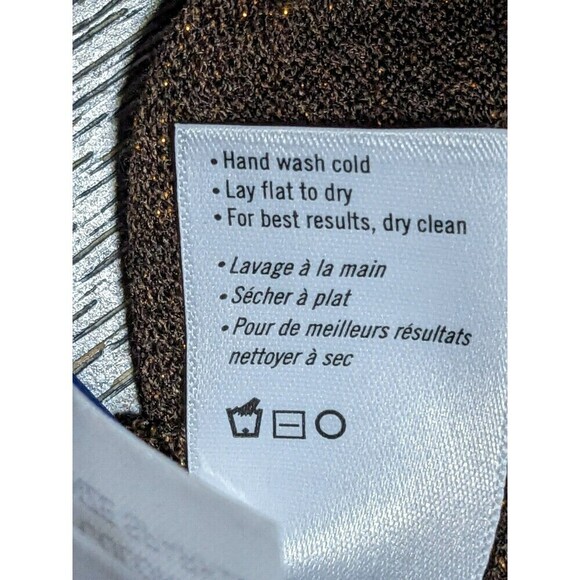 • Hand wash cold
• Lay flat to dry
• For best results, dry clean
• Lavage à la main
• Sécher à plat
• Pour de meilleurs résultats
nettoyer à sec